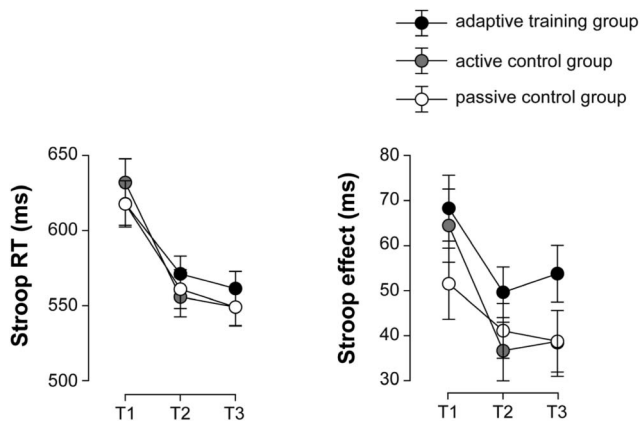 adaptive training group
active control group
passive control group
Stroop RT (ms)
650
600
550
500
T1 T2 T3
Stroop effect (ms)
80
70
60
50
40
30
T1 T2 T3